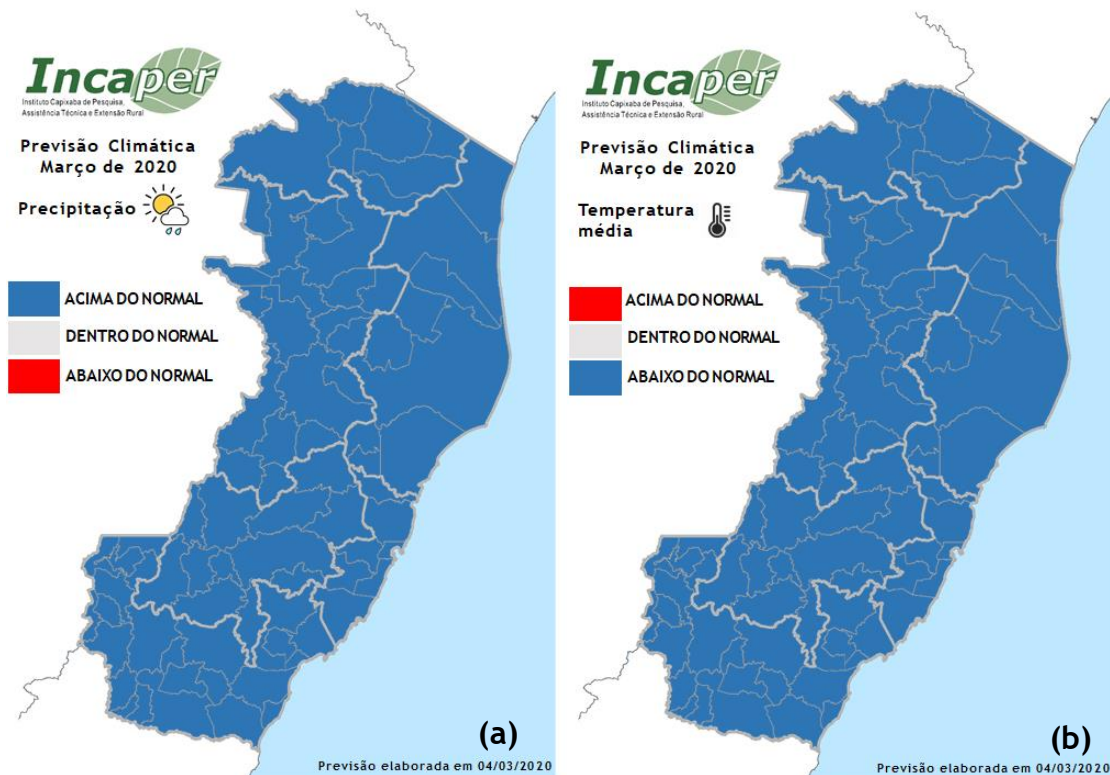 Incaper
Instituto Capixaba de Pesquisa,
Assistência Técnica e Extensão Rural
Previsão Climática
Março de 2020
Precipitação
ACIMA DO NORMAL
DENTRO DO NORMAL
ABAIXO DO NORMAL
(a)
Previsão elaborada em 04/03/2020
Incaper
Instituto Capixaba de Pesquisa,
Assistência Técnica e Extensão Rural
Previsão Climática
Março de 2020
Temperatura
média
ACIMA DO NORMAL
DENTRO DO NORMAL
ABAIXO DO NORMAL
(b)
Previsão elaborada em 04/03/2020